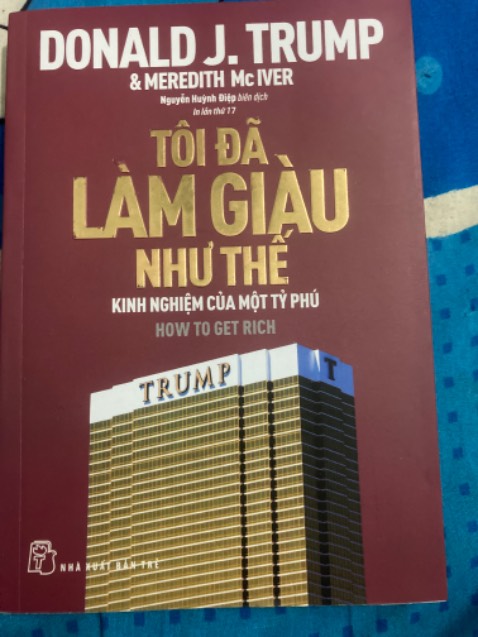 DONALD J. TRUMP
& MEREDITH Mc IVER
Nguyễn Huỳnh Điệp biên dịch
In lần thứ 17
TÔI ĐÃ
LÀM GIÀU
NHƯ THẾ
KINH NGHIỆM CỦA MỘT TỶ PHÚ
HOW TO GET RICH
TRUMP
T
NHÀ XUẤT BẢN TRẺ